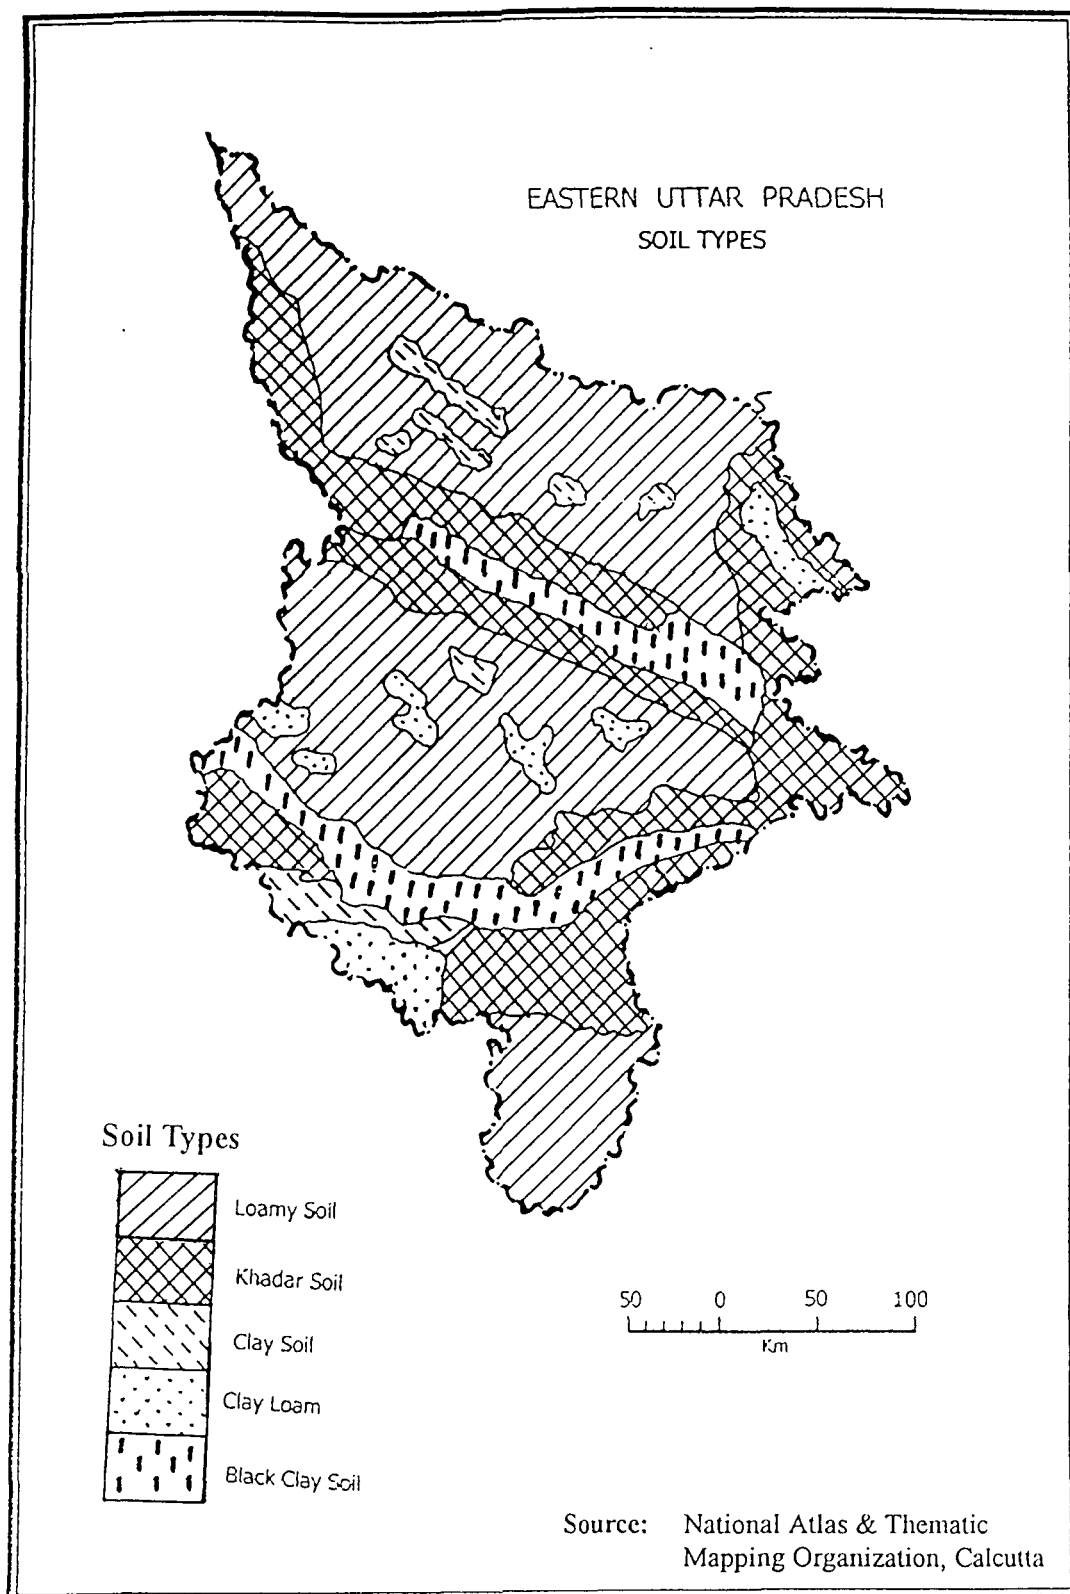 EASTERN UTTAR PRADESH
SOIL TYPES
Soil Types
Loamy Soil
Khadar Soil
Clay Soil
Clay Loam
Black Clay Soil
50 0 50 100
Km
Source: National Atlas & Thematic
Mapping Organization, Calcutta